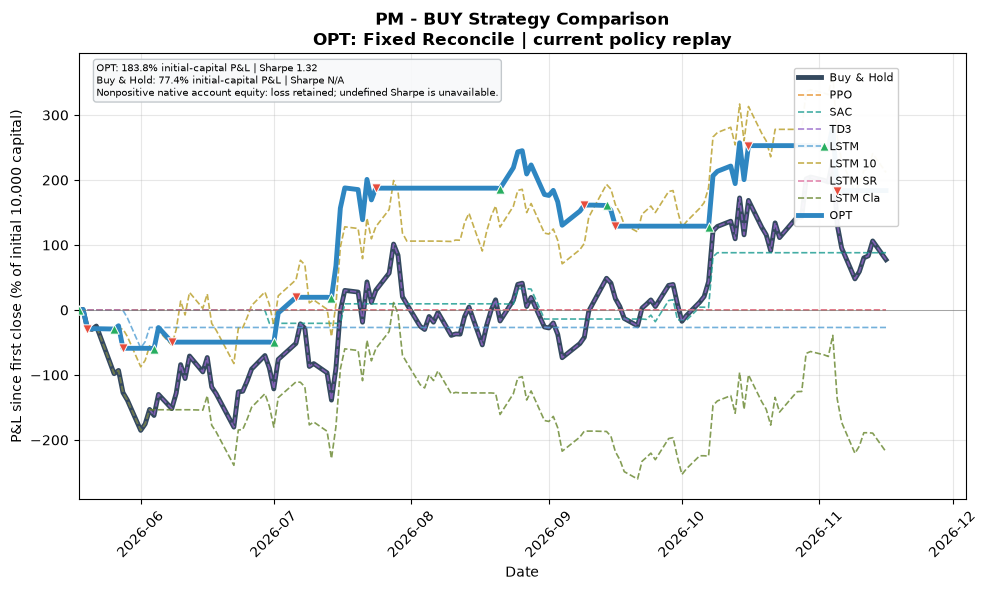 PM - BUY Strategy Comparison
OPT: Fixed Reconcile | current policy replay
OPT: 183.8% initial-capital P&L | Sharpe 1.32
Buy & Hold: 77.4% initial-capital P&L | Sharpe N/A
Nonpositive native account equity: loss retained; undefined Sharpe is unavailable.
Buy & Hold
PPO
SAC
TD3
LSTM
LSTM 10
LSTM SR
LSTM Cla
OPT
P&L since first close (% of initial 10,000 capital)
300
200
100
0
−100
−200
2026-06
2026-07
2026-08
2026-09
2026-10
2026-11
2026-12
Date